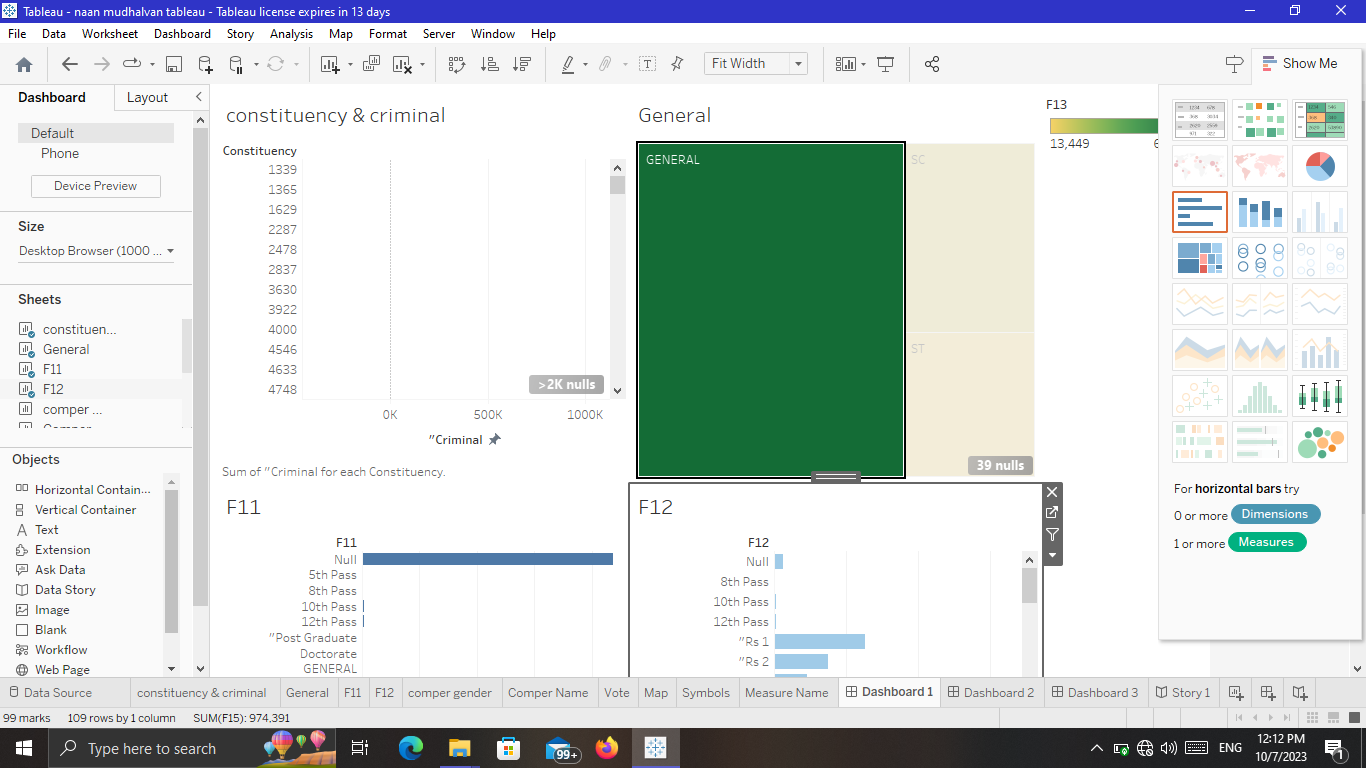 Tableau - naan mudhalvan tableau - Tableau license expires in 13 days
File Data Worksheet Dashboard Story Analysis Map Format Server Window Help
Fit Width
Show Me
Dashboard Layout
Default
Phone
Device Preview
Size
Desktop Browser (1000 ...
Sheets
constituen...
General
F11
F12
comper ...
Objects
Horizontal Contain...
Vertical Container
Text
Extension
Ask Data
Data Story
Image
Blank
Workflow
Web Page
constituency & criminal
Constituency
1339
1365
1629
2287
2478
2837
3630
3922
4000
4546
4633
4748
>2K nulls
0K 500K 1000K
"Criminal
Sum of "Criminal for each Constituency.
General
GENERAL
SC
ST
39 nulls
F13
13,449
F11
F11
Null
5th Pass
8th Pass
10th Pass
12th Pass
"Post Graduate
Doctorate
GENERAL
F12
F12
Null
8th Pass
10th Pass
12th Pass
"Rs 1
"Rs 2
For horizontal bars try
0 or more Dimensions
1 or more Measures
Data Source constituency & criminal General F11 F12 comper gender Comper Name Vote Map Symbols Measure Name Dashboard 1 Dashboard 2 Dashboard 3 Story 1
99 marks 109 rows by 1 column SUM(F15): 974,391
Type here to search
99+
ENG
12:12 PM
10/7/2023
1